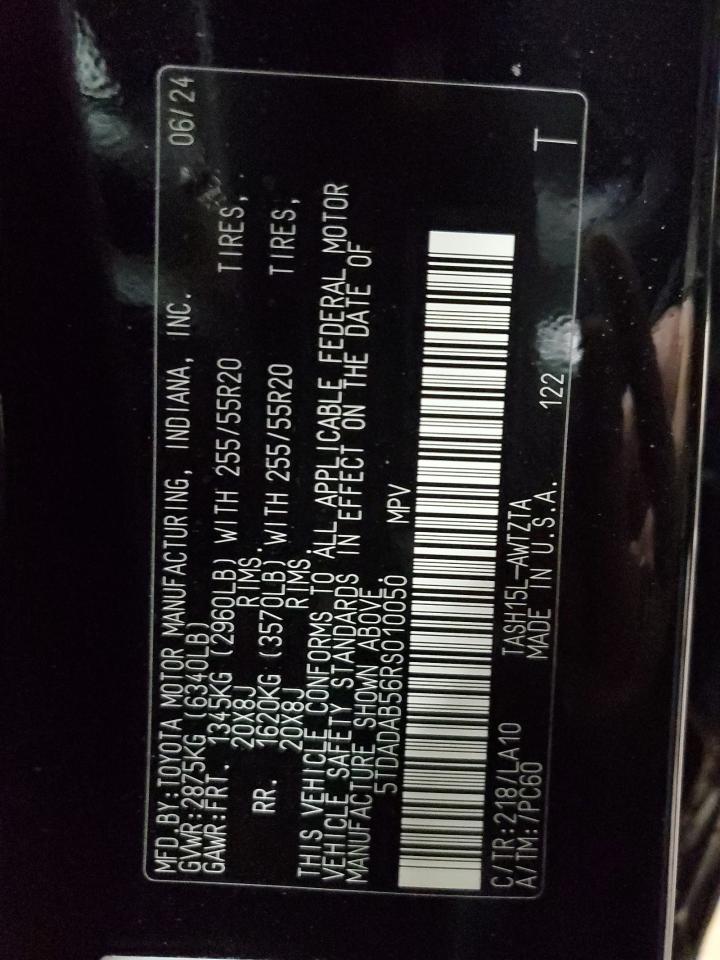 MFD.BY:TOYOTA MOTOR MANUFACTURING, INDIANA, INC. 06/24
GVWR:2875KG (6340LB)
GAWR:FRT. 1345KG (2960LB) WITH 255/55R20 TIRES,
20X8J RIMS.
RR. 1620KG (3570LB) WITH 255/55R20 TIRES,
20X8J RIMS
THIS VEHICLE CONFORMS TO ALL APPLICABLE FEDERAL MOTOR
VEHICLE SAFETY STANDARDS IN EFFECT ON THE DATE OF
MANUFACTURE SHOWN ABOVE.
5TDADAB56RS010050 MPV
C/TR:218/LA10 TASH15L-AWTZTA 122 T
A/TM:/PC60 MADE IN U.S.A.